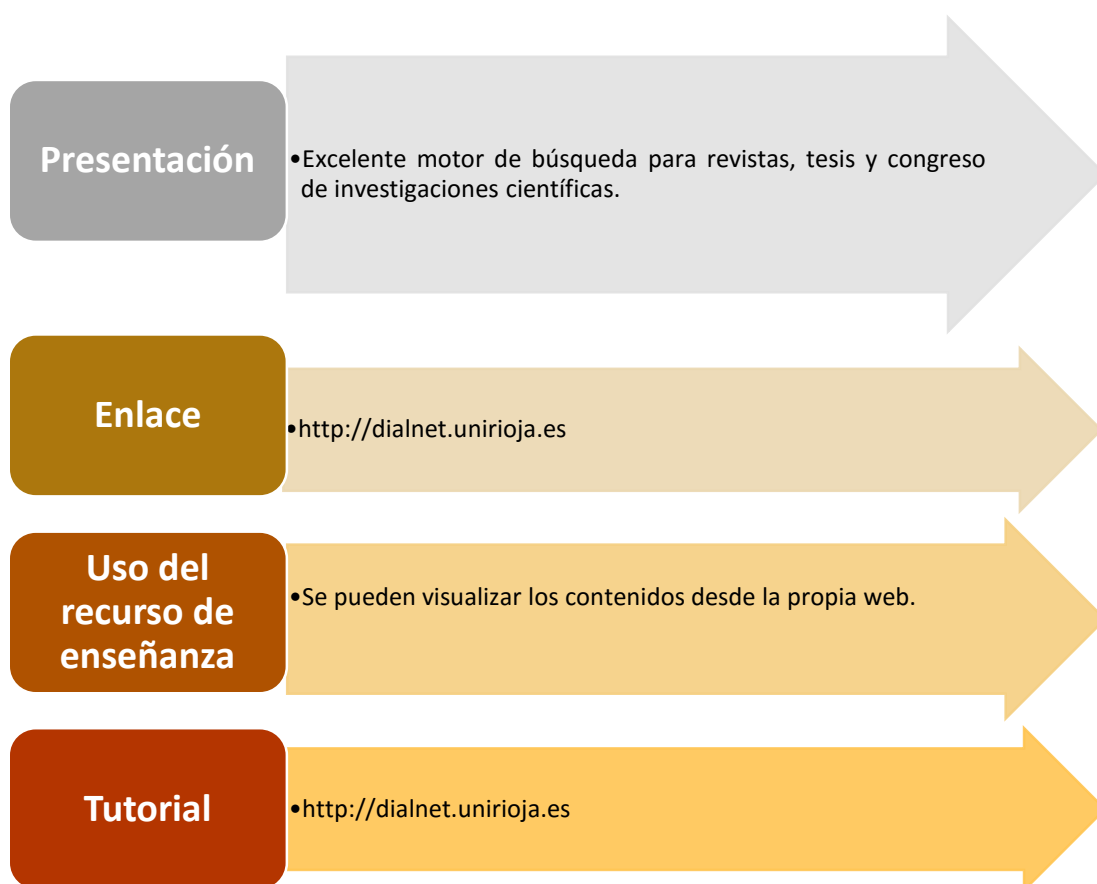 Presentación
•Excelente motor de búsqueda para revistas, tesis y congreso
de investigaciones científicas.
Enlace
•http://dialnet.unirioja.es
Uso del
recurso de
enseñanza
•Se pueden visualizar los contenidos desde la propia web.
Tutorial
•http://dialnet.unirioja.es